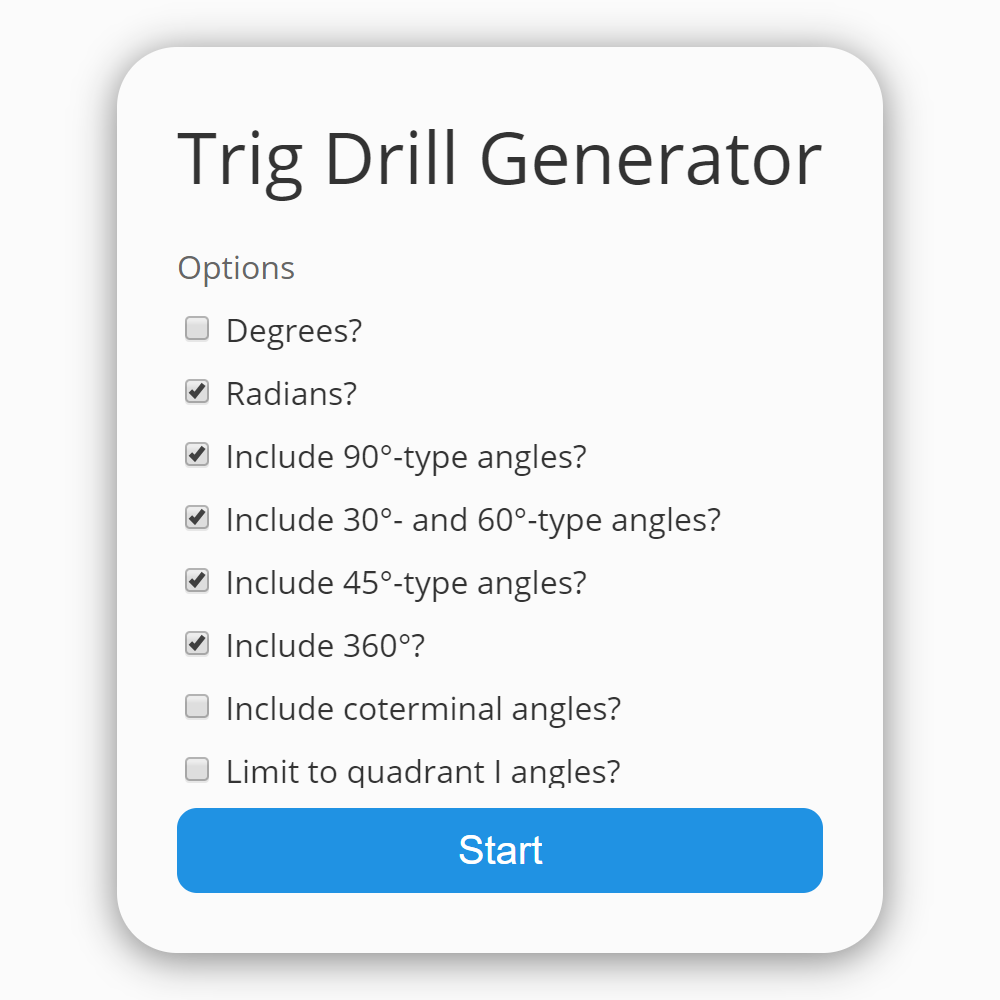 Trig Drill Generator
Options
Degrees?
Radians?
Include 90°-type angles?
Include 30°- and 60°-type angles?
Include 45°-type angles?
Include 360°?
Include coterminal angles?
Limit to quadrant I angles?
Start